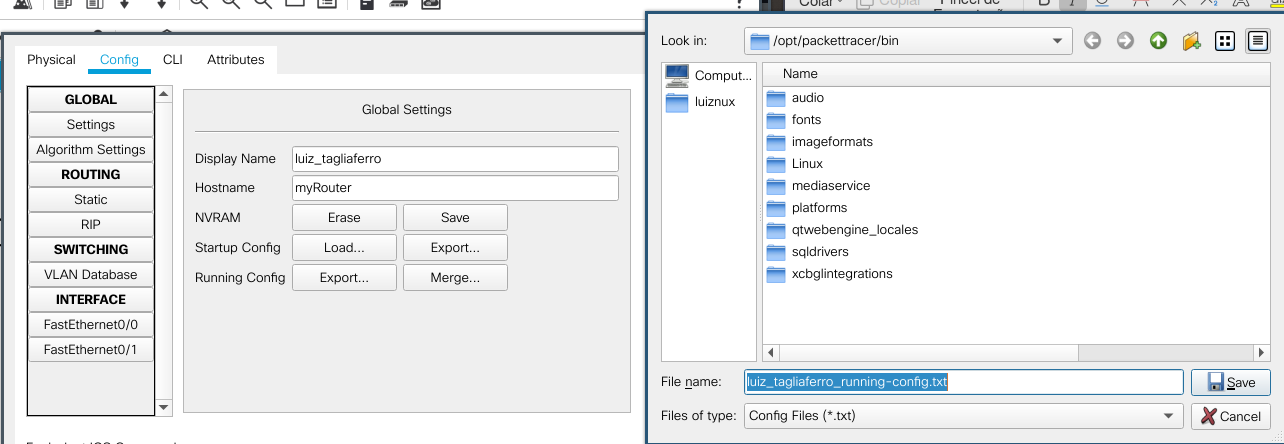 Colar
Copiar
Pincel de
Physical
Config
CLI
Attributes
GLOBAL
Settings
Algorithm Settings
ROUTING
Static
RIP
SWITCHING
VLAN Database
INTERFACE
FastEthernet0/0
FastEthernet0/1
Global Settings
Display Name luiz_tagliaferro
Hostname myRouter
NVRAM Erase Save
Startup Config Load... Export...
Running Config Export... Merge...
Look in: /opt/packettracer/bin
Comput...
luiznux
Name
audio
fonts
imageformats
Linux
mediaservice
platforms
qtwebengine_locales
sqldrivers
xcbglintegrations
File name: luiz_tagliaferro_running-config.txt Save
Files of type: Config Files (*.txt) Cancel